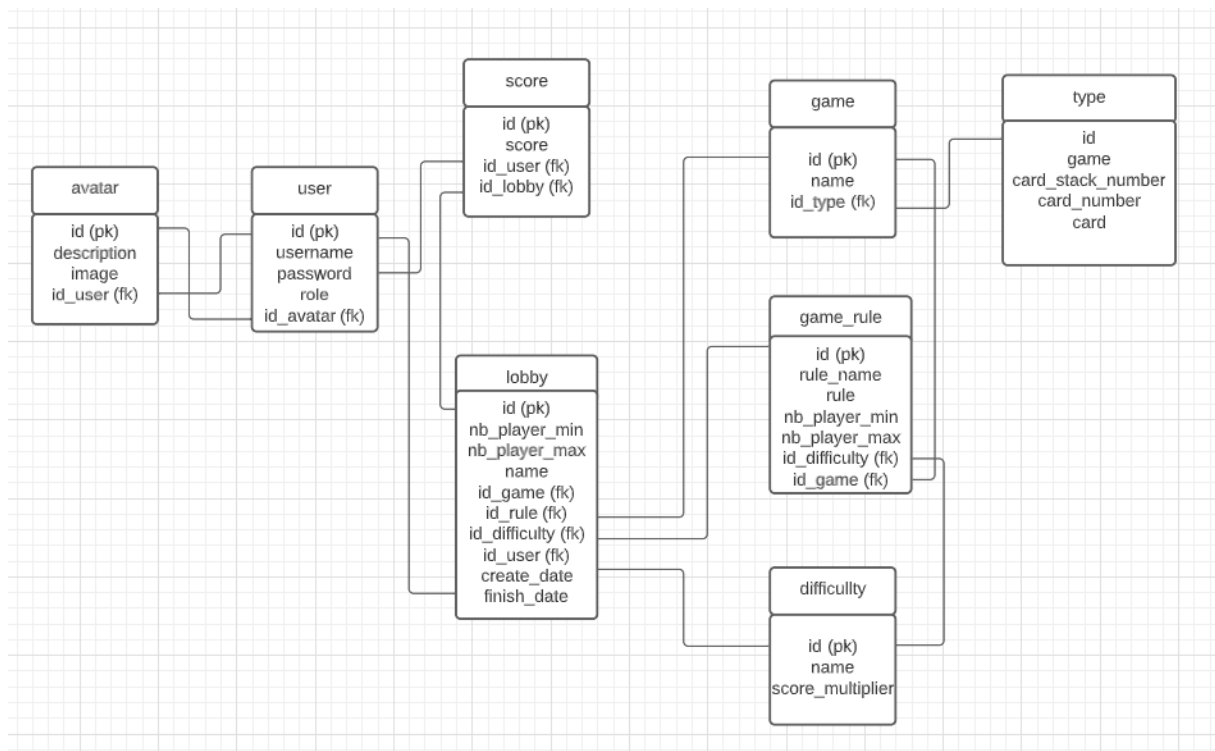 avatar
id (pk)
description
image
id_user (fk)
user
id (pk)
username
password
role
id_avatar (fk)
score
id (pk)
score
id_user (fk)
id_lobby (fk)
lobby
id (pk)
nb_player_min
nb_player_max
name
id_game (fk)
id_rule (fk)
id_difficulty (fk)
id_user (fk)
create_date
finish_date
game
id (pk)
name
id_type (fk)
game_rule
id (pk)
rule_name
rule
nb_player_min
nb_player_max
id_difficulty (fk)
id_game (fk)
difficullty
id (pk)
name
score_multiplier
type
id
game
card_stack_number
card_number
card